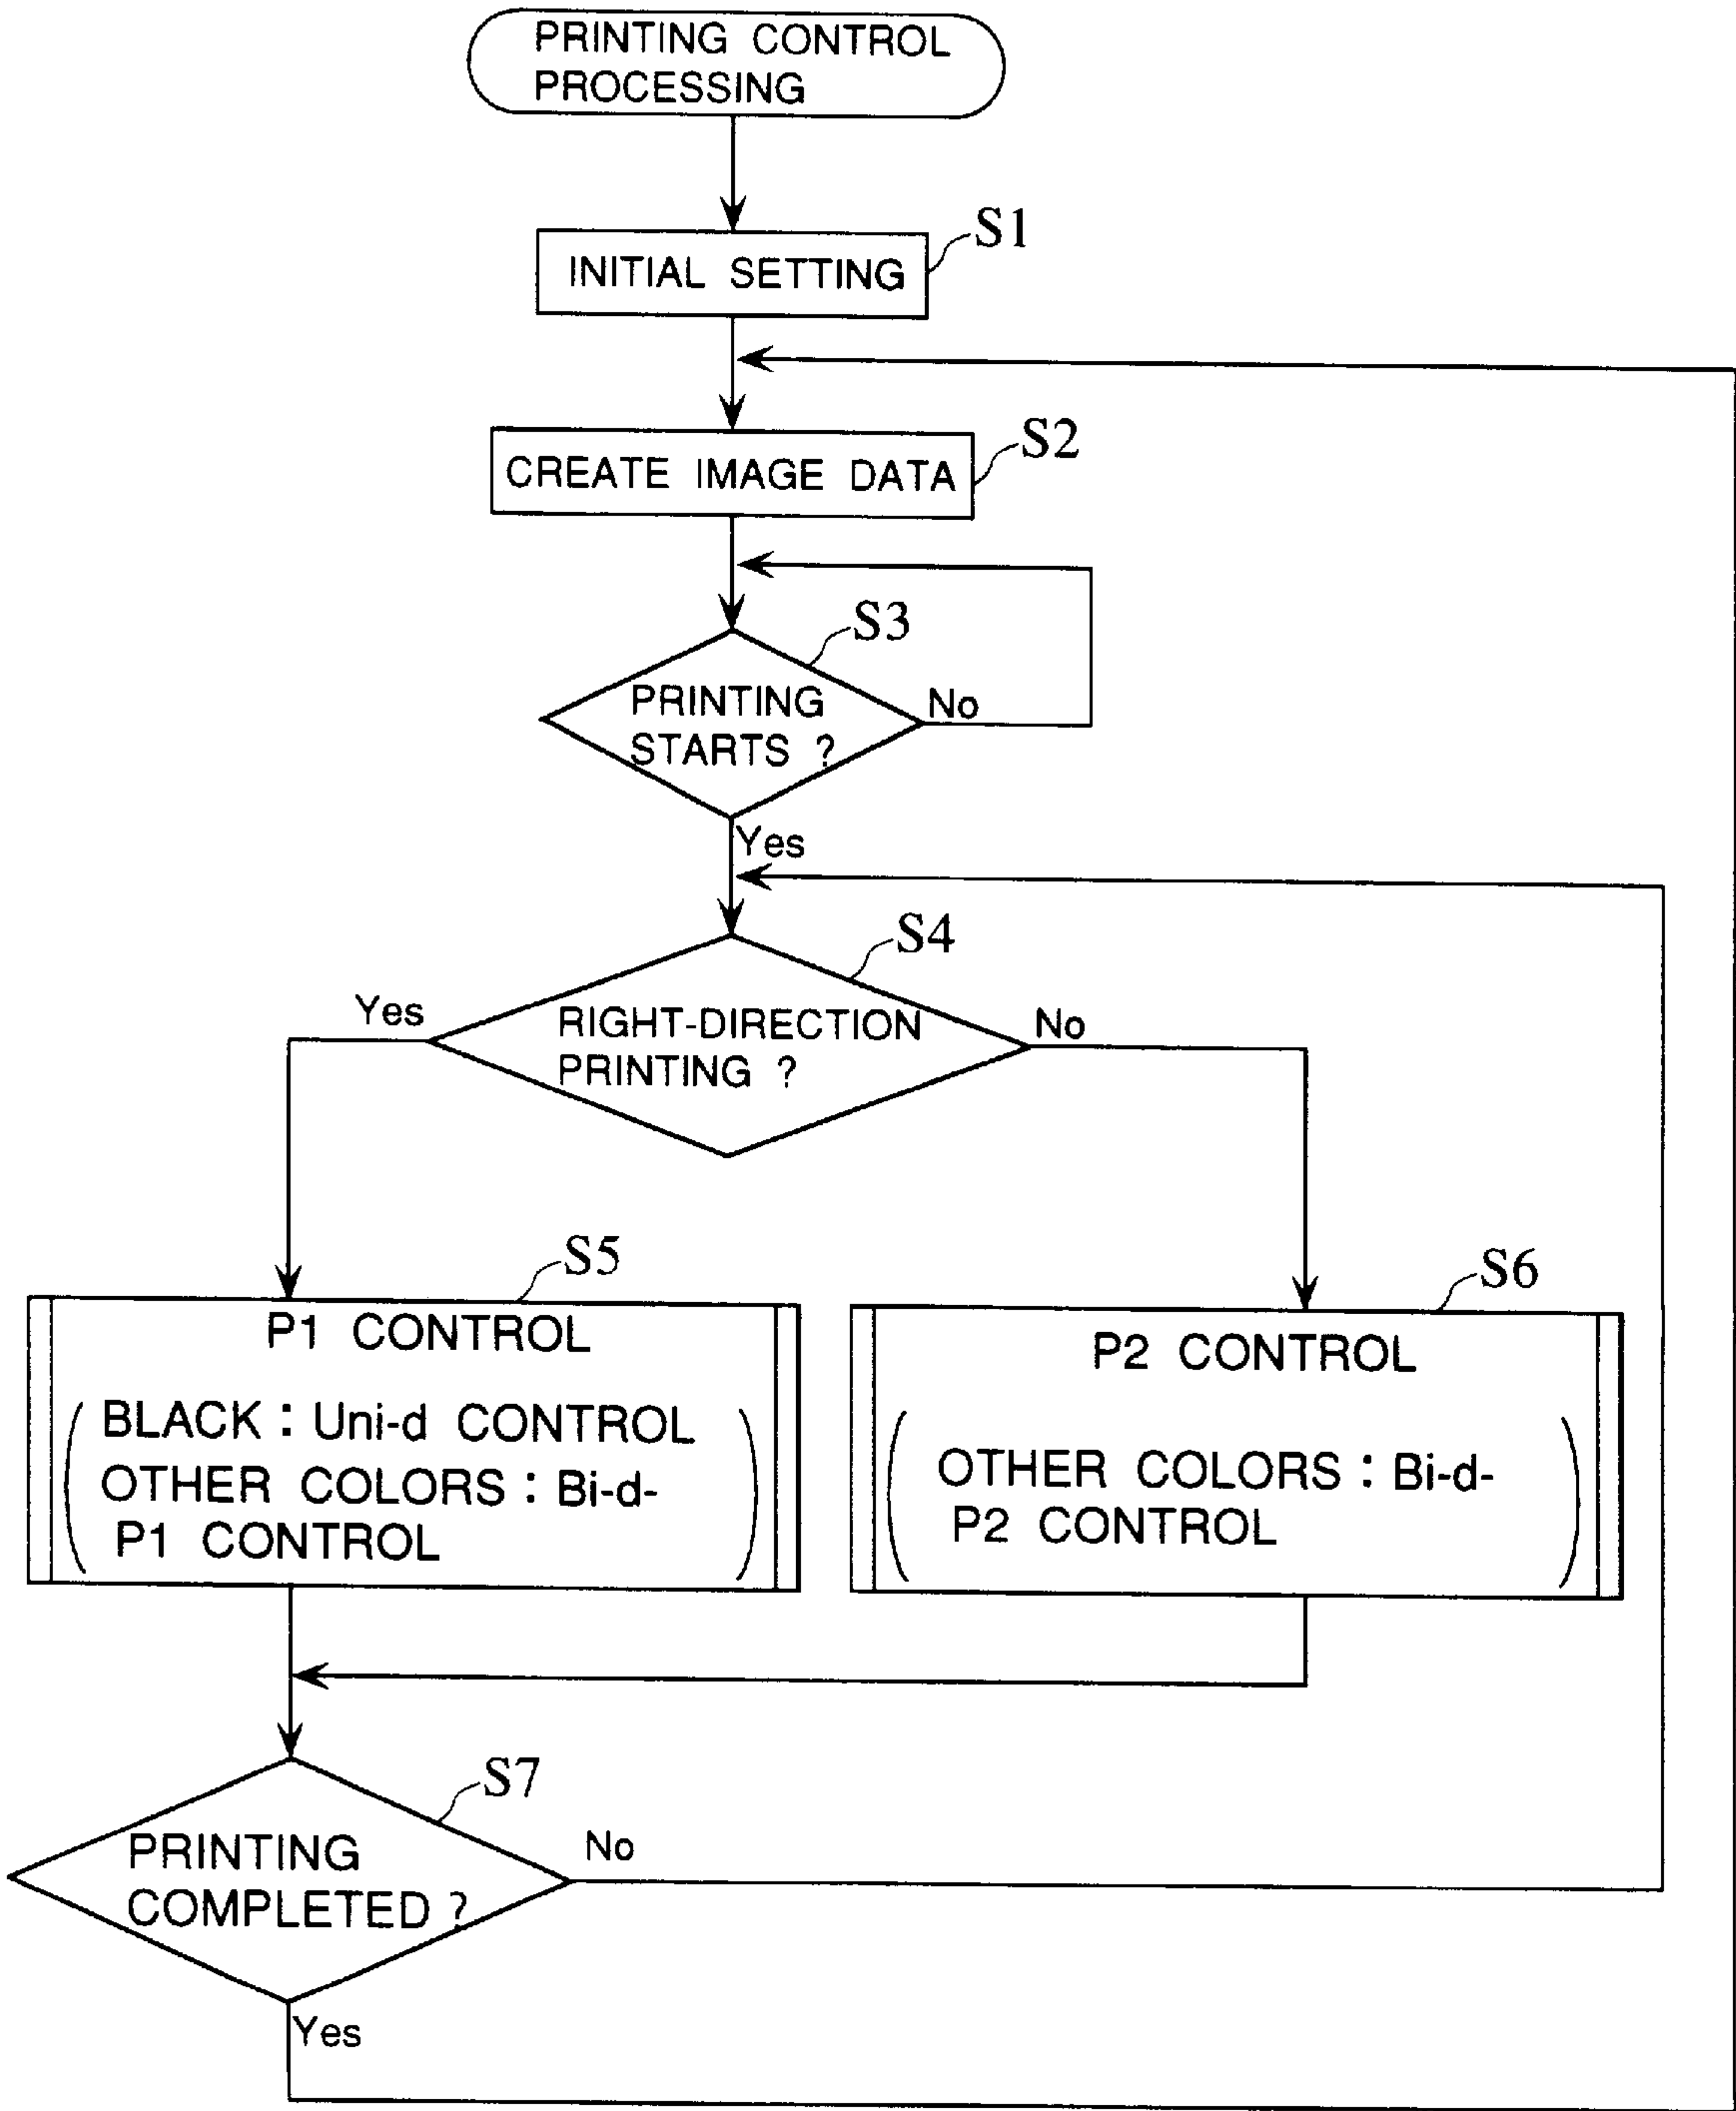 PRINTING CONTROL
PROCESSING
S1
INITIAL SETTING
S2
CREATE IMAGE DATA
S3
PRINTING
STARTS ?
No
Yes
S4
Yes
RIGHT-DIRECTION
PRINTING ?
No
S5
P1 CONTROL
BLACK : Uni-d CONTROL
OTHER COLORS : Bi-d-
P1 CONTROL
S6
P2 CONTROL
OTHER COLORS : Bi-d-
P2 CONTROL
S7
PRINTING
COMPLETED ?
No
Yes